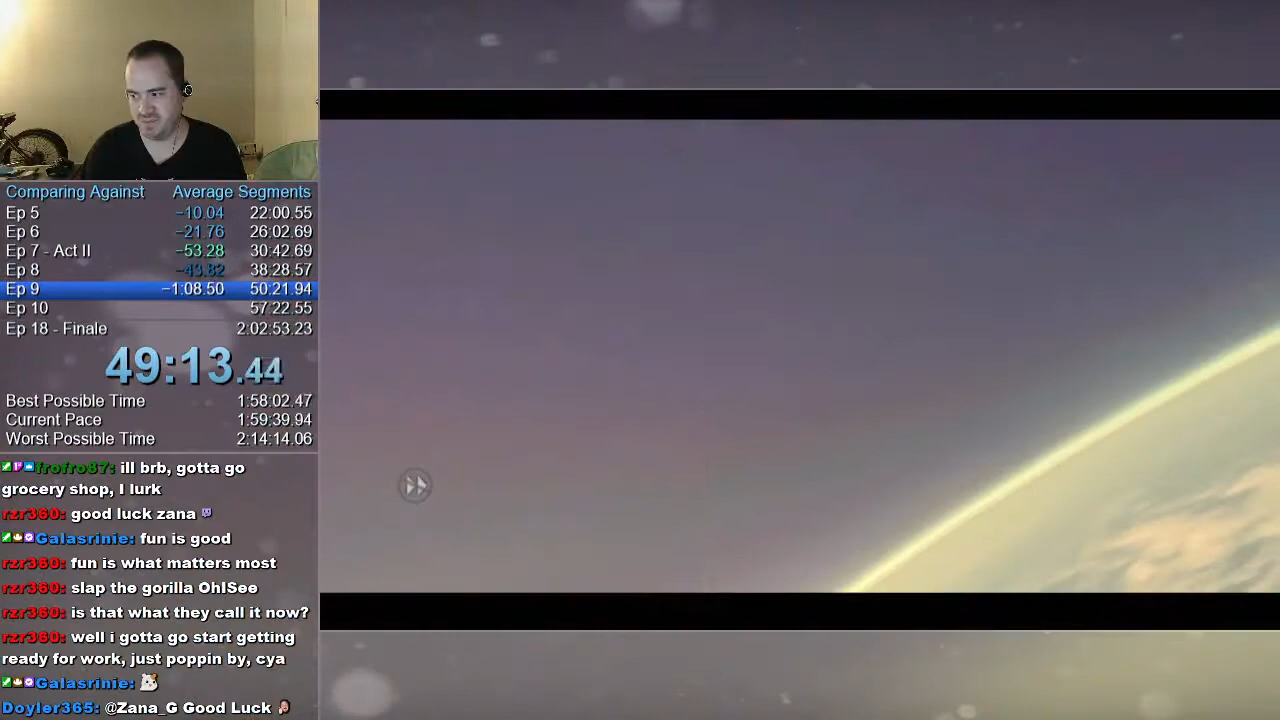 Comparing Against Average Segments
Ep 5 −10.04 22:00.55
Ep 6 −21.76 26:02.69
Ep 7 - Act II −53.28 30:42.69
Ep 8 −43.82 38:28.57
Ep 9 −1:08.50 50:21.94
Ep 10 57:22.55
Ep 18 - Finale 2:02:53.23
49:13.44
Best Possible Time 1:58:02.47
Current Pace 1:59:39.94
Worst Possible Time 2:14:14.06
frofro87: ill brb, gotta go
grocery shop, I lurk
rzr360: good luck zana
Galasrinie: fun is good
rzr360: fun is what matters most
rzr360: slap the gorilla OhISee
rzr360: is that what they call it now?
rzr360: well i gotta go start getting
ready for work, just poppin by, cya
Galasrinie:
Doyler365: @Zana_G Good Luck